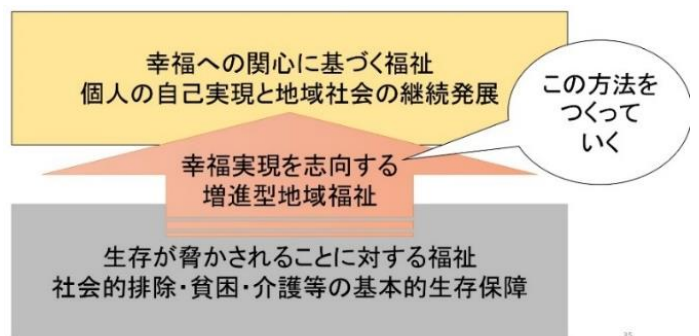 幸福への関心に基づく福祉
個人の自己実現と地域社会の継続発展
この方法を
つくって
いく
幸福実現を志向する
増進型地域福祉
生存が脅かされることに対する福祉
社会的排除・貧困・介護等の基本的生存保障